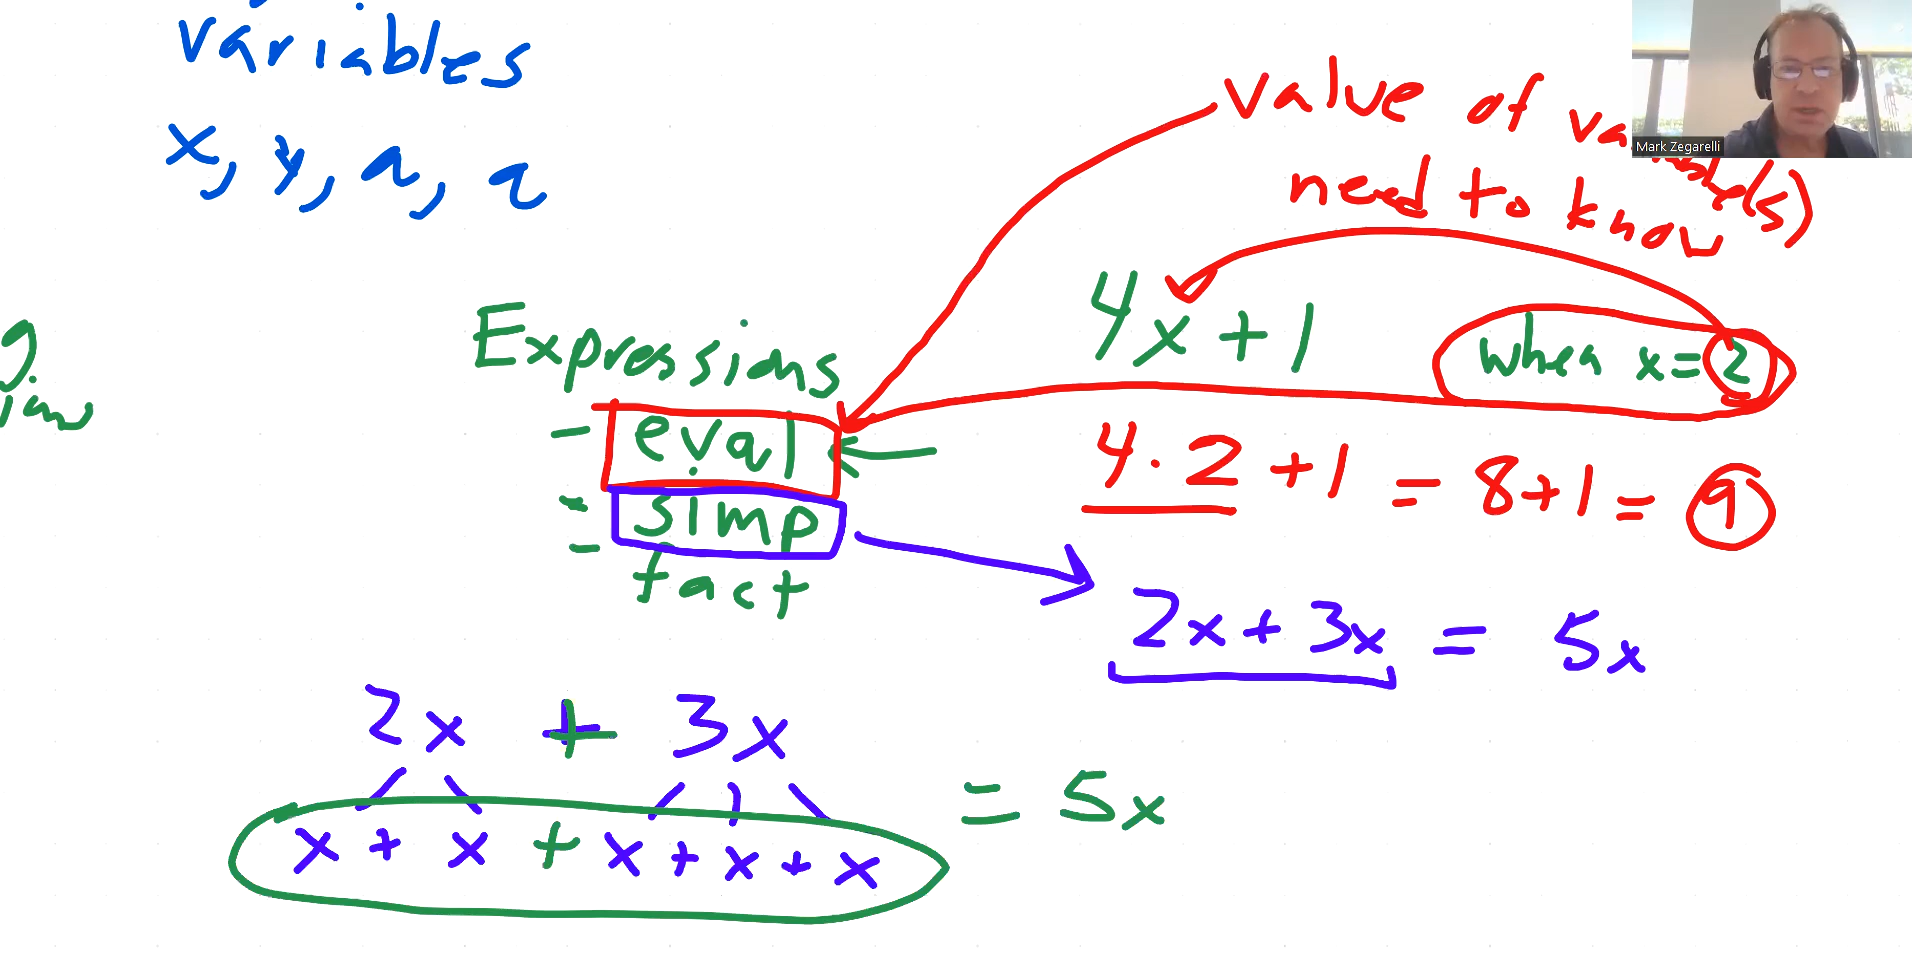 variables
x, y, a, q
value of va
need to know
Mark Zegarelli
Expressions
4x+1 when x=2
- eval
4·2+1 = 8+1 = 9
- simp
- fact
2x+3x = 5x
2x + 3x
x + x + x + x + x = 5x